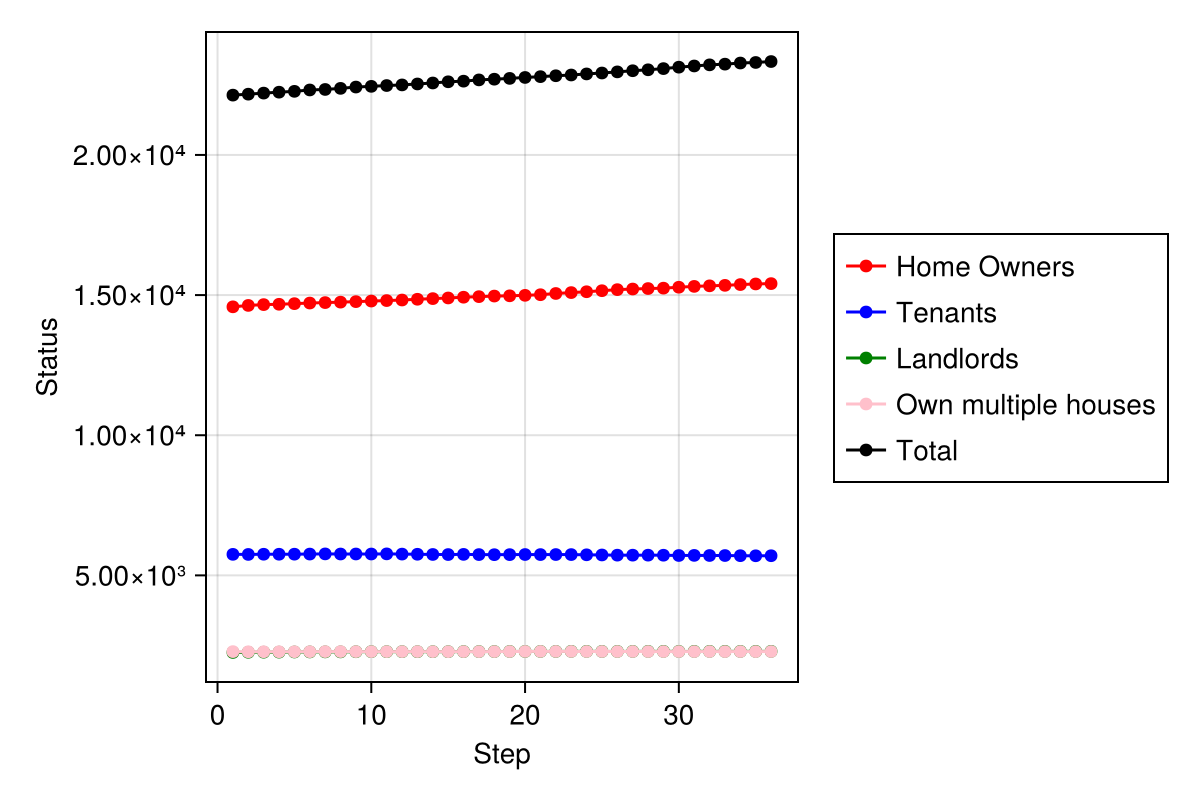 2.00×10⁴
1.50×10⁴
1.00×10⁴
5.00×10³
Status
0 10 20 30
Step
Home Owners
Tenants
Landlords
Own multiple houses
Total